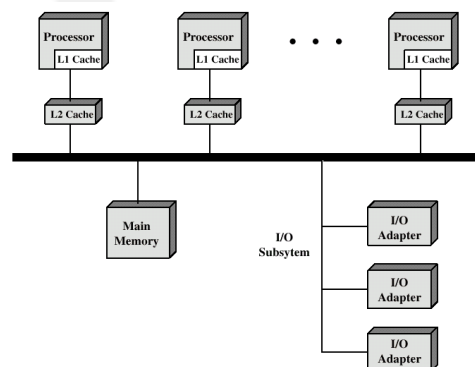 Processor
L1 Cache
L2 Cache
Processor
L1 Cache
L2 Cache
Processor
L1 Cache
L2 Cache
Main
Memory
I/O
Subsytem
I/O
Adapter
I/O
Adapter
I/O
Adapter